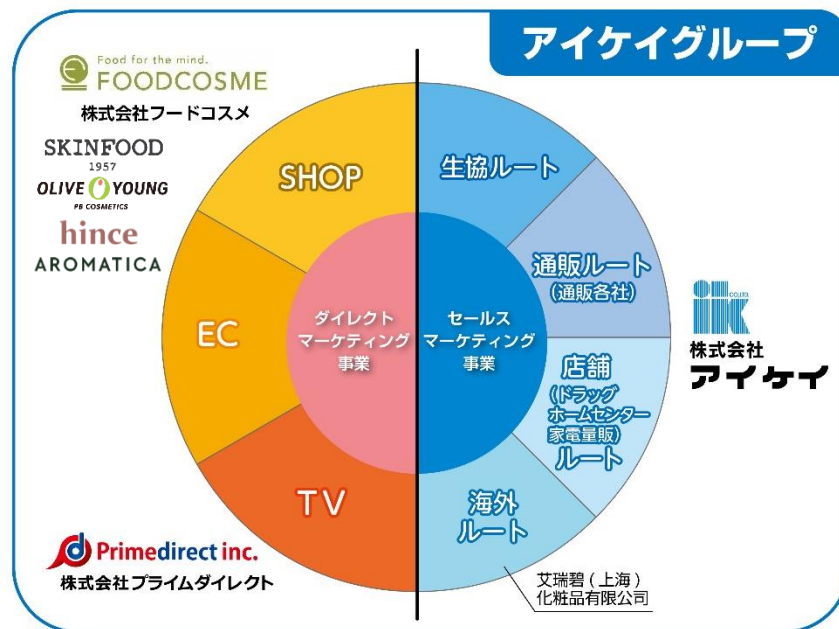 アイケイグループ
Food for the mind.
FOODCOSME
株式会社フードコスメ
SKINFOOD
1957
OLIVE YOUNG
PB COSMETICS
hince
AROMATICA
SHOP
EC
TV
ダイレクト
マーケティング
事業
セールス
マーケティング
事業
生協ルート
通販ルート
(通販各社)
店舗
(ドラッグ
ホームセンター
家電量販)
ルート
海外
ルート
CO.,LTD.
iik
株式会社
アイケイ
Primedirect inc.
株式会社プライムダイレクト
艾瑞碧(上海)
化粧品有限公司